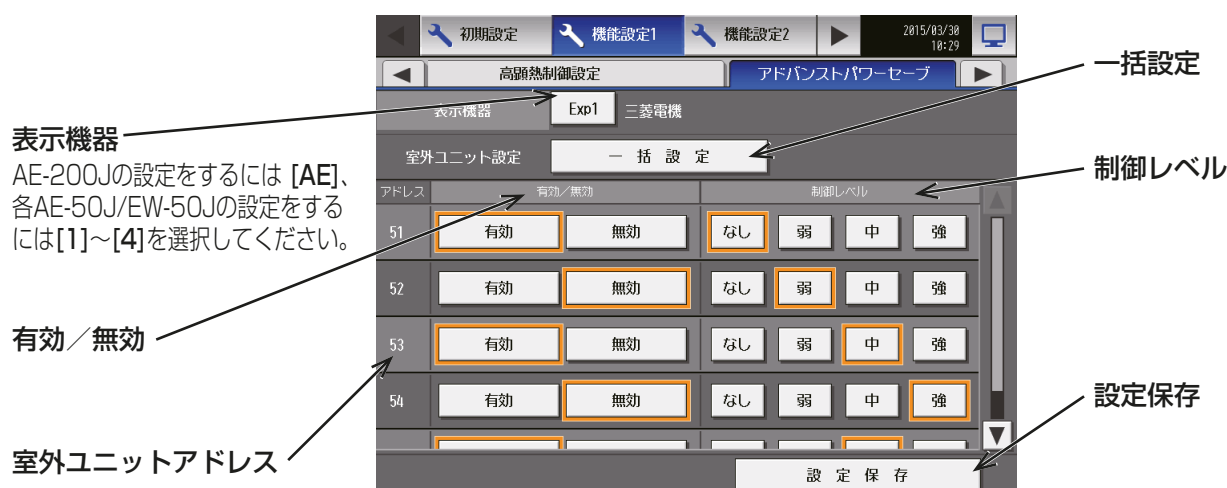 初期設定 機能設定1 機能設定2 2015/03/30
10:29
高顕熱制御設定 アドバンストパワーセーブ
表示機器 Exp1 三菱電機
室外ユニット設定 一 括 設 定
アドレス 有効／無効 制御レベル
51 有効 無効 なし 弱 中 強
52 有効 無効 なし 弱 中 強
53 有効 無効 なし 弱 中 強
54 有効 無効 なし 弱 中 強
設 定 保 存
表示機器
AE-200Jの設定をするには [AE]、
各AE-50J/EW-50Jの設定をする
には[1]～[4]を選択してください。
有効／無効
室外ユニットアドレス
一括設定
制御レベル
設定保存